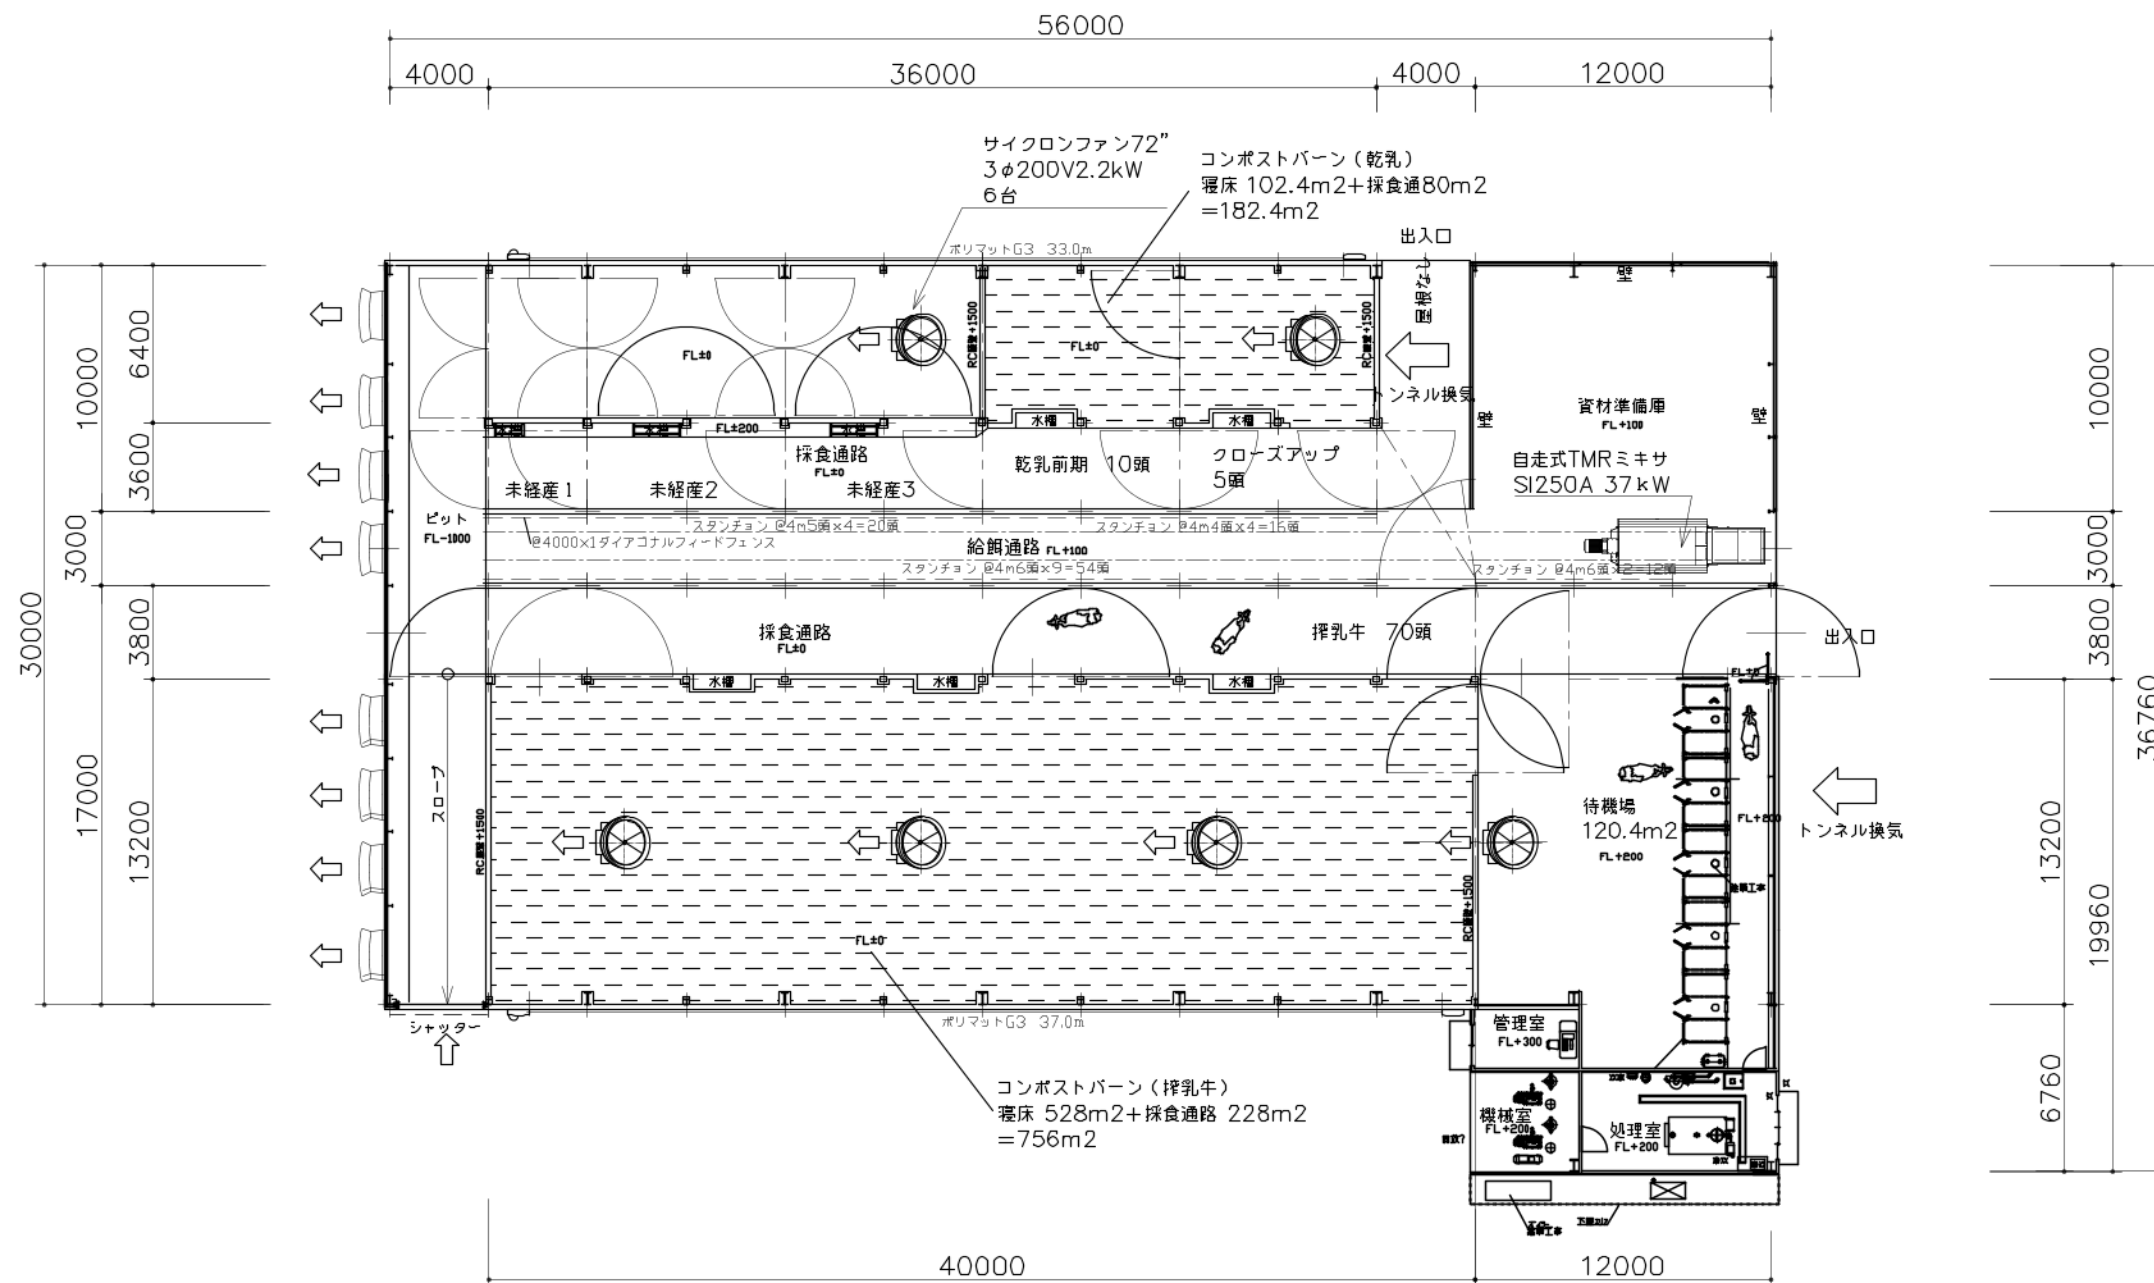 56000
4000
36000
4000
12000
サイクロンファン72”
3φ200V2.2kW
6台
コンポストバーン（乾乳）
寝床 102.4m2＋採食通80m2
＝182.4m2
出入口
屋根なし
ポリマットG3 33.0m
壁
RC腰壁+1500
RC腰壁+1500
FL±0
FL±0
トンネル換気
資材準備庫
FL+100
壁
壁
水槽
水槽
水槽
水槽
水槽
FL±200
採食通路
FL±0
乾乳前期 10頭
クローズアップ
5頭
未経産1
未経産2
未経産3
自走式TMRミキサ
SI250A 37kW
ピット
FL-1000
スタンチョン @4m5頭x4=20頭
スタンチョン @4m4頭x4=16頭
@4000×1ダイアゴナルフィードフェンス
給餌通路 FL+100
スタンチョン @4m6頭x9=54頭
スタンチョン @4m6頭x2=12頭
採食通路
FL±0
搾乳牛 70頭
出入口
FL±0
水槽
水槽
水槽
スロープ
RC腰壁+1500
RC腰壁+1500
待機場
120.4m2
FL+200
FL+200
トンネル換気
FL±0
シャッター
ポリマットG3 37.0m
管理室
FL+300
コンポストバーン（搾乳牛）
寝床 528m2＋採食通路 228m2
＝756m2
機械室
FL+200
処理室
FL+200
30000
10000
3000
17000
6400
3600
3800
13200
10000
3000
3800
13200
19960
6760
36760
40000
12000